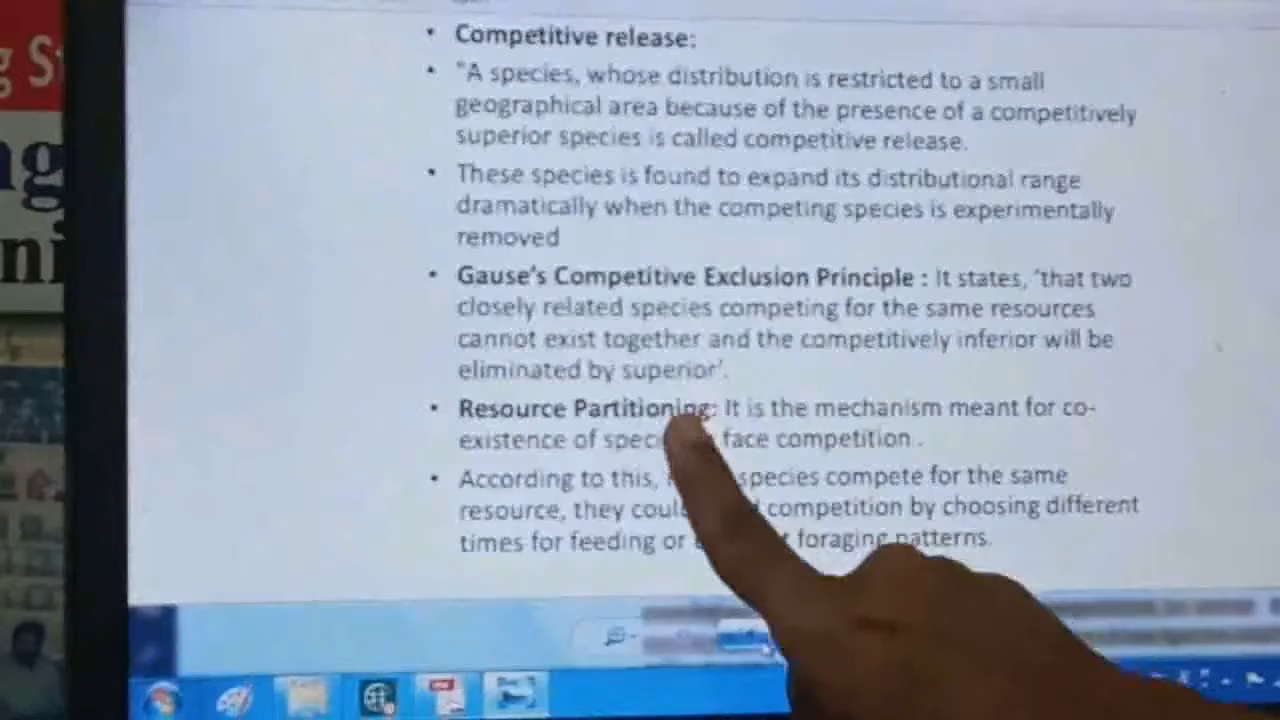 g S
ng
ni
• Competitive release:
• "A species, whose distribution is restricted to a small
geographical area because of the presence of a competitively
superior species is called competitive release.
• These species is found to expand its distributional range
dramatically when the competing species is experimentally
removed
• Gause's Competitive Exclusion Principle : It states, 'that two
closely related species competing for the same resources
cannot exist together and the competitively inferior will be
eliminated by superior'.
• Resource Partitioning: It is the mechanism meant for co-
existence of face competition .
• According to this, species compete for the same
resource, they competition by choosing different
times for feeding or foraging patterns.